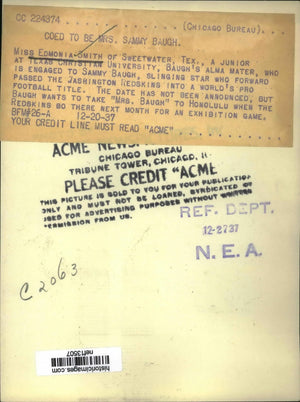 CC 224374 . . . . (CHICAGO BUREAU)...
COED TO BE MRS. SAMMY BAUGH.
MISS EDMONIA SMITH OF SWEETWATER, TEX., A JUNIOR
AT TEXAS CHRISTIAN UNIVERSITY, BAUGH'S ALMA MATER, WHO
IS ENGAGED TO SAMMY BAUGH, SLINGING STAR WHO FORWARD
PASSED THE WASHINGTON REDSKINS INTO A WORLD'S PRO
FOOTBALL TITLE. THE DATE HAS NOT BEEN ANNOUNCED, BUT
BAUGH WANTS TO TAKE "MRS. BAUGH" TO HONOLULU WHEN THE
REDSKINS GO THERE NEXT MONTH FOR AN EXHIBITION GAME.
BFM#26-A 12-20-37
YOUR CREDIT LINE MUST READ "ACME"
ACME NEWS
CHICAGO BUREAU
TRIBUNE TOWER, CHICAGO,
PLEASE CREDIT "ACME
THIS PICTURE IS SOLD TO YOU FOR YOUR PUBLICATION
ONLY AND MUST NOT BE LOANED, SYNDICATED OR
USED FOR ADVERTISING PURPOSES WITHOUT WRITTEN
PERMISSION FROM US.
REF. DEPT.
N. E. A.
C 2063
historicimages.com
nef13507